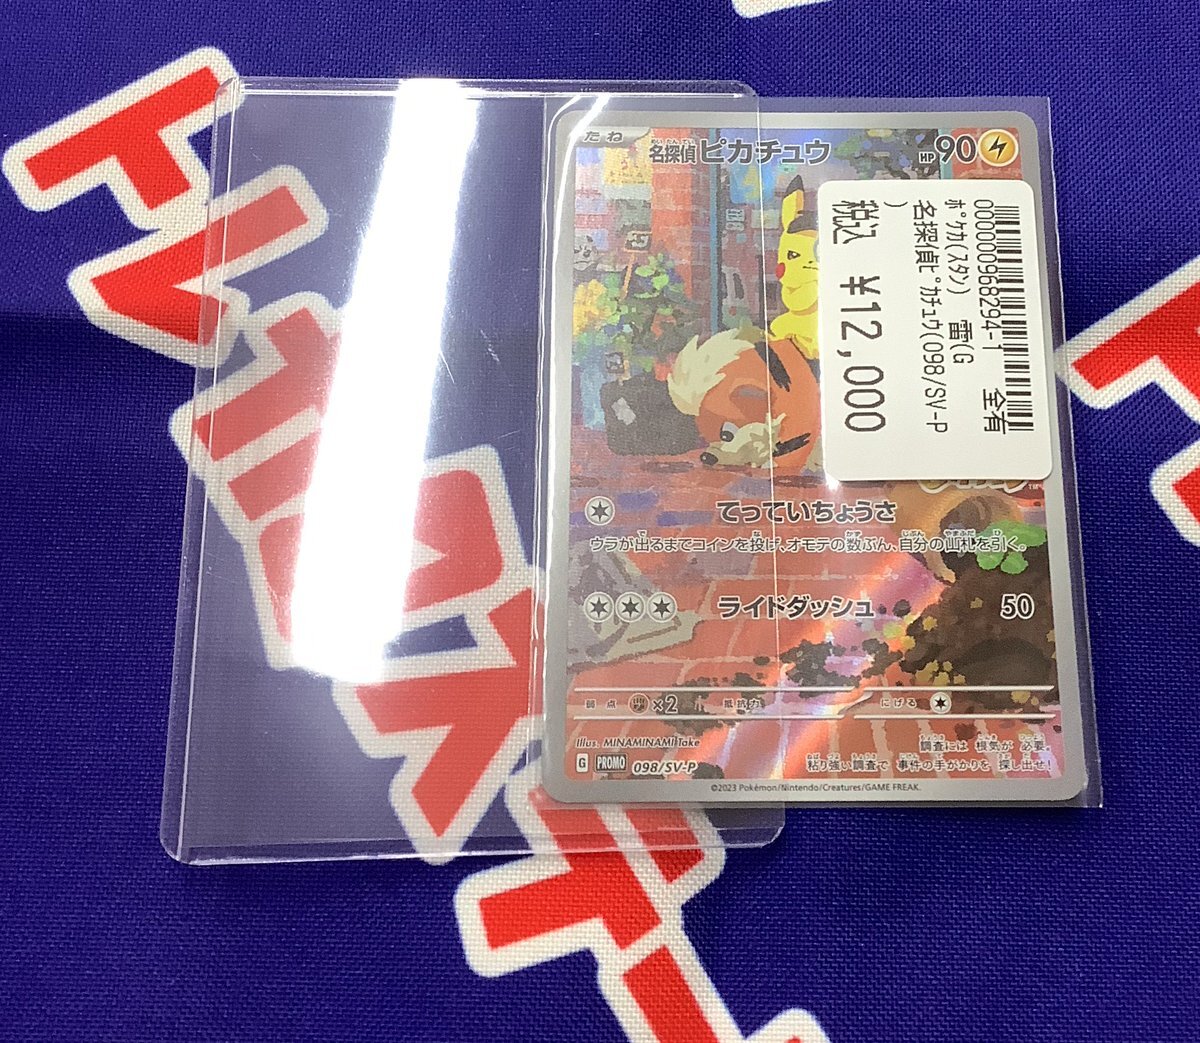 たね
名探偵ピカチュウ
HP90
0000009682941-1 全有
ポケカ(スタン) 雷(G
名探偵ピカチュウ(098/SV-P
)
税込 ¥12,000
てっていちょうさ
ウラが出るまでコインを投げ、オモテの数ぶん、自分の山札を引く。
ライドダッシュ 50
弱点 ×2 抵抗力 にげる
Illus. MINAMINAMI Take
G PROMO 098/SV-P
調査には 根気が 必要。
粘り強い調査で 事件の手がかりを 探し出せ!
©2023 Pokémon/Nintendo/Creatures/GAME FREAK.